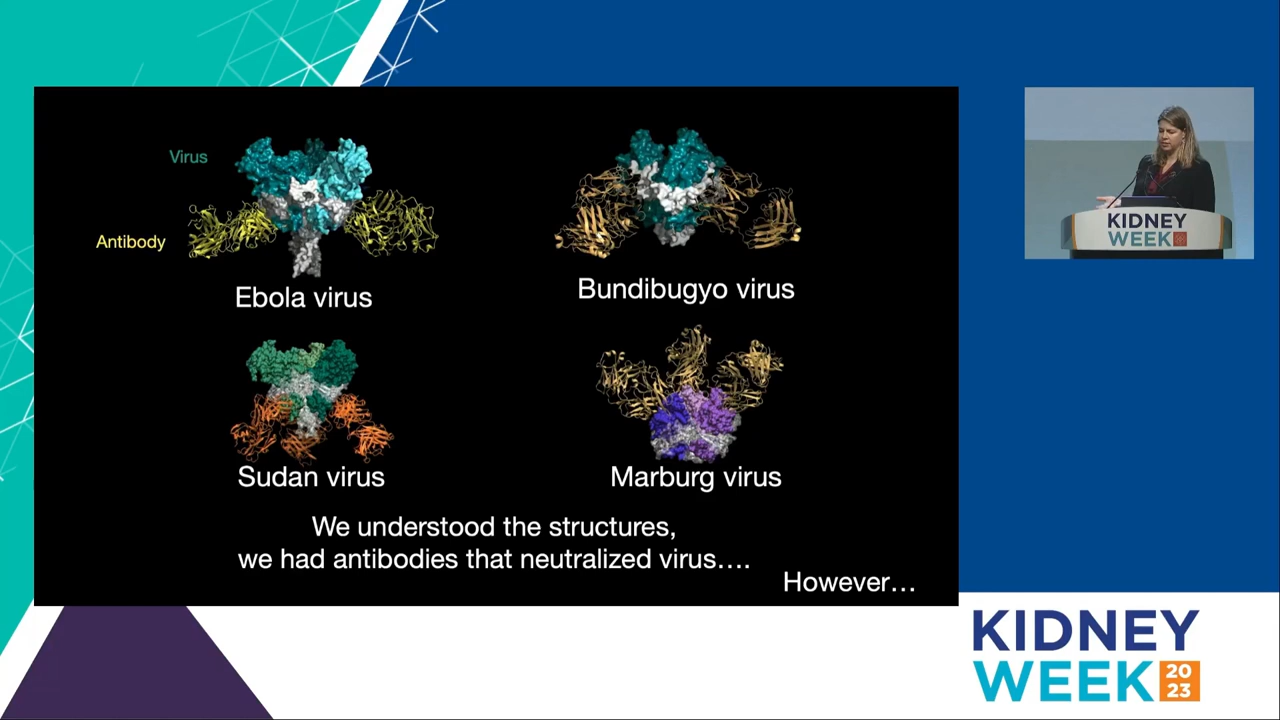 Virus
Antibody
Ebola virus
Bundibugyo virus
Sudan virus
Marburg virus
We understood the structures,
we had antibodies that neutralized virus....
However...
KIDNEY
WEEK
KIDNEY
WEEK 20
23